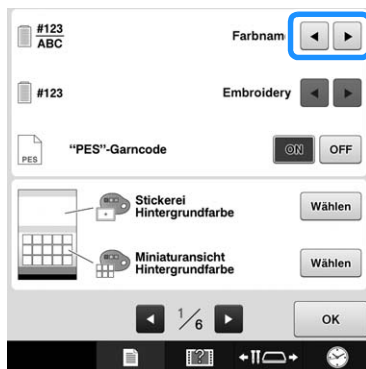 #123
ABC
Farbnam
#123
Embroidery
PES
"PES"-Garncode
ON
OFF
Stickerei
Hintergrundfarbe
Wählen
Miniaturansicht
Hintergrundfarbe
Wählen
1/6
OK